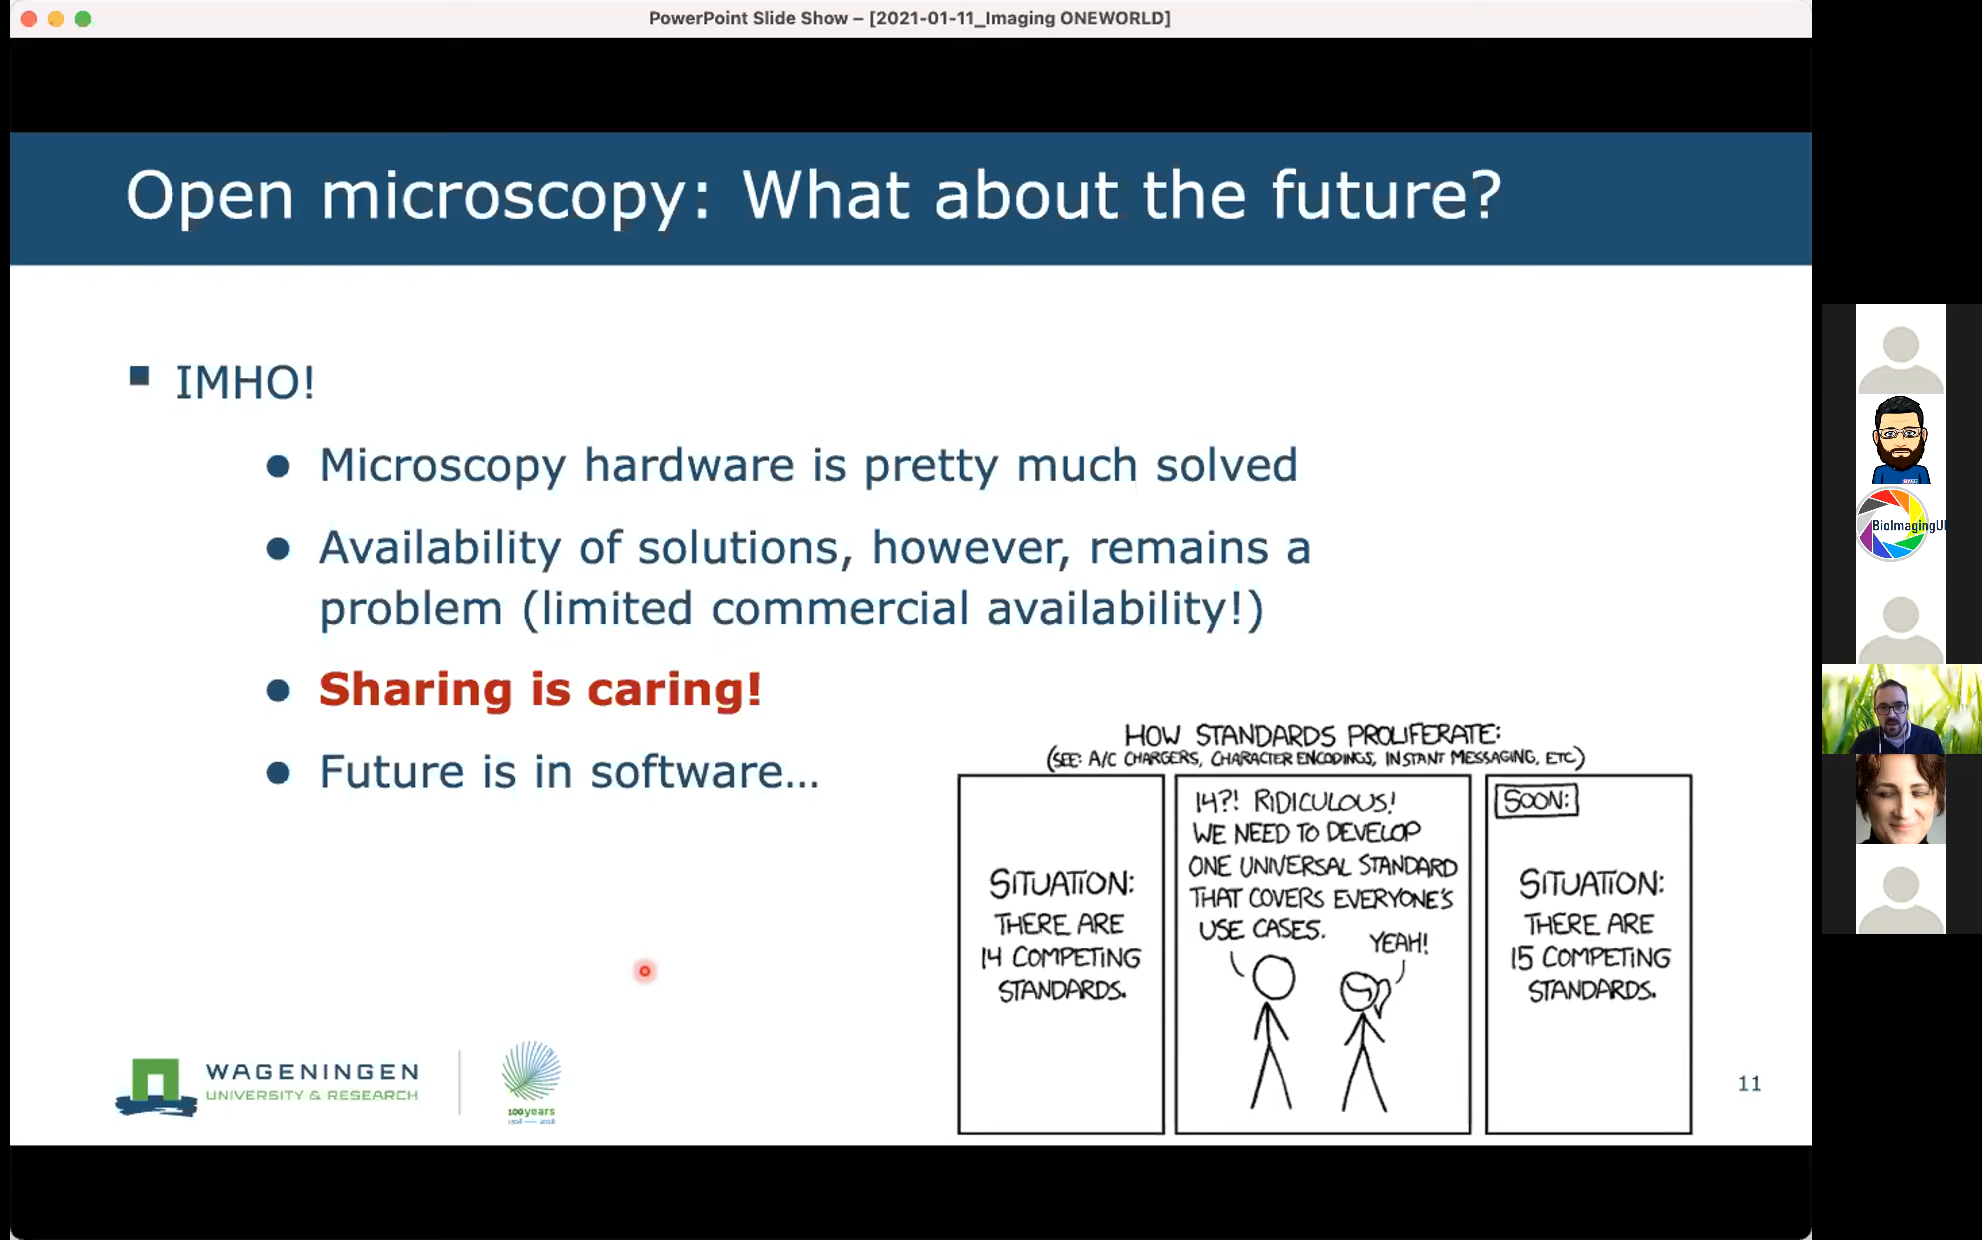 PowerPoint Slide Show – [2021-01-11_Imaging ONEWORLD]
Open microscopy: What about the future?
IMHO!
Microscopy hardware is pretty much solved
Availability of solutions, however, remains a
problem (limited commercial availability!)
Sharing is caring!
Future is in software...
HOW STANDARDS PROLIFERATE:
(SEE: A/C CHARGERS, CHARACTER ENCODINGS, INSTANT MESSAGING, ETC.)
SITUATION:
THERE ARE
14 COMPETING
STANDARDS.
14?! RIDICULOUS!
WE NEED TO DEVELOP
ONE UNIVERSAL STANDARD
THAT COVERS EVERYONE'S
USE CASES.
YEAH!
SOON:
SITUATION:
THERE ARE
15 COMPETING
STANDARDS.
WAGENINGEN
UNIVERSITY & RESEARCH
100years
1918 — 2018
11
BioImagingU